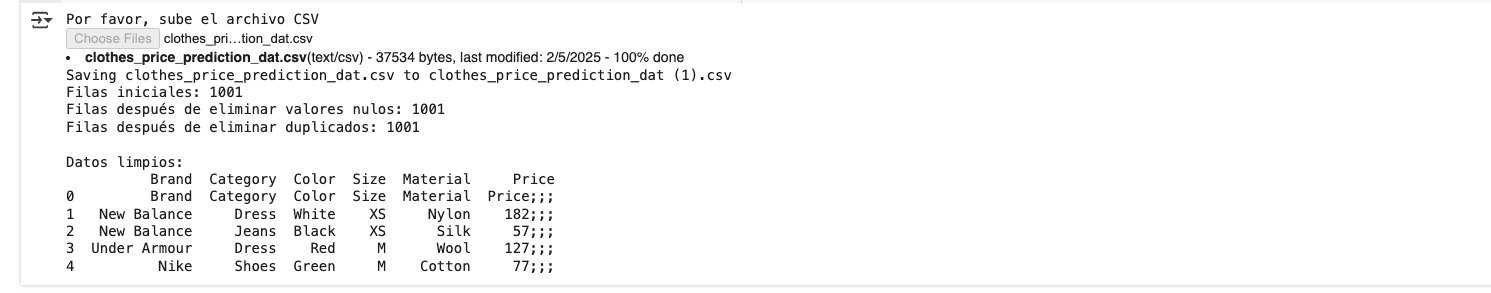 Por favor, sube el archivo CSV
Choose Files clothes_pri…tion_dat.csv
• clothes_price_prediction_dat.csv(text/csv) - 37534 bytes, last modified: 2/5/2025 - 100% done
Saving clothes_price_prediction_dat.csv to clothes_price_prediction_dat (1).csv
Filas iniciales: 1001
Filas después de eliminar valores nulos: 1001
Filas después de eliminar duplicados: 1001
Datos limpios:
Brand Category Color Size Material Price
0 Brand Category Color Size Material Price;;;
1 New Balance Dress White XS Nylon 182;;;
2 New Balance Jeans Black XS Silk 57;;;
3 Under Armour Dress Red M Wool 127;;;
4 Nike Shoes Green M Cotton 77;;;